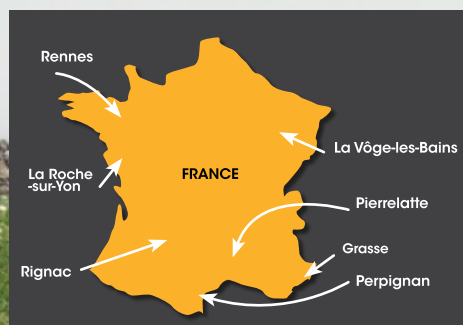 Rennes
La Vôge-les-Bains
La Roche
-sur-Yon
FRANCE
Pierrelatte
Grasse
Rignac
Perpignan